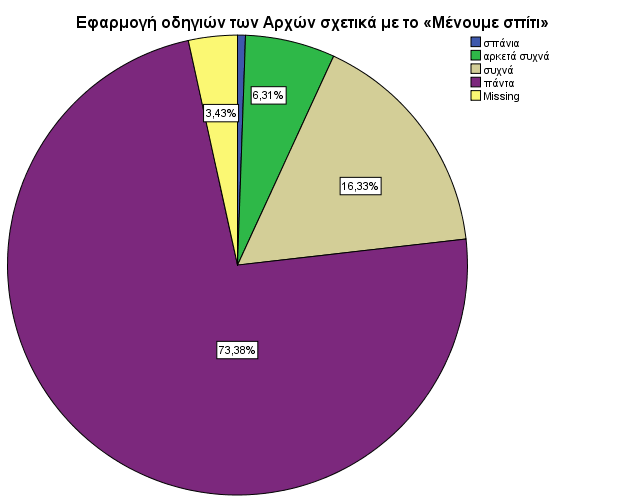 Εφαρμογή οδηγιών των Αρχών σχετικά με το «Μένουμε σπίτι»
σπάνια
αρκετά συχνά
συχνά
πάντα
Missing
3,43%
6,31%
16,33%
73,38%